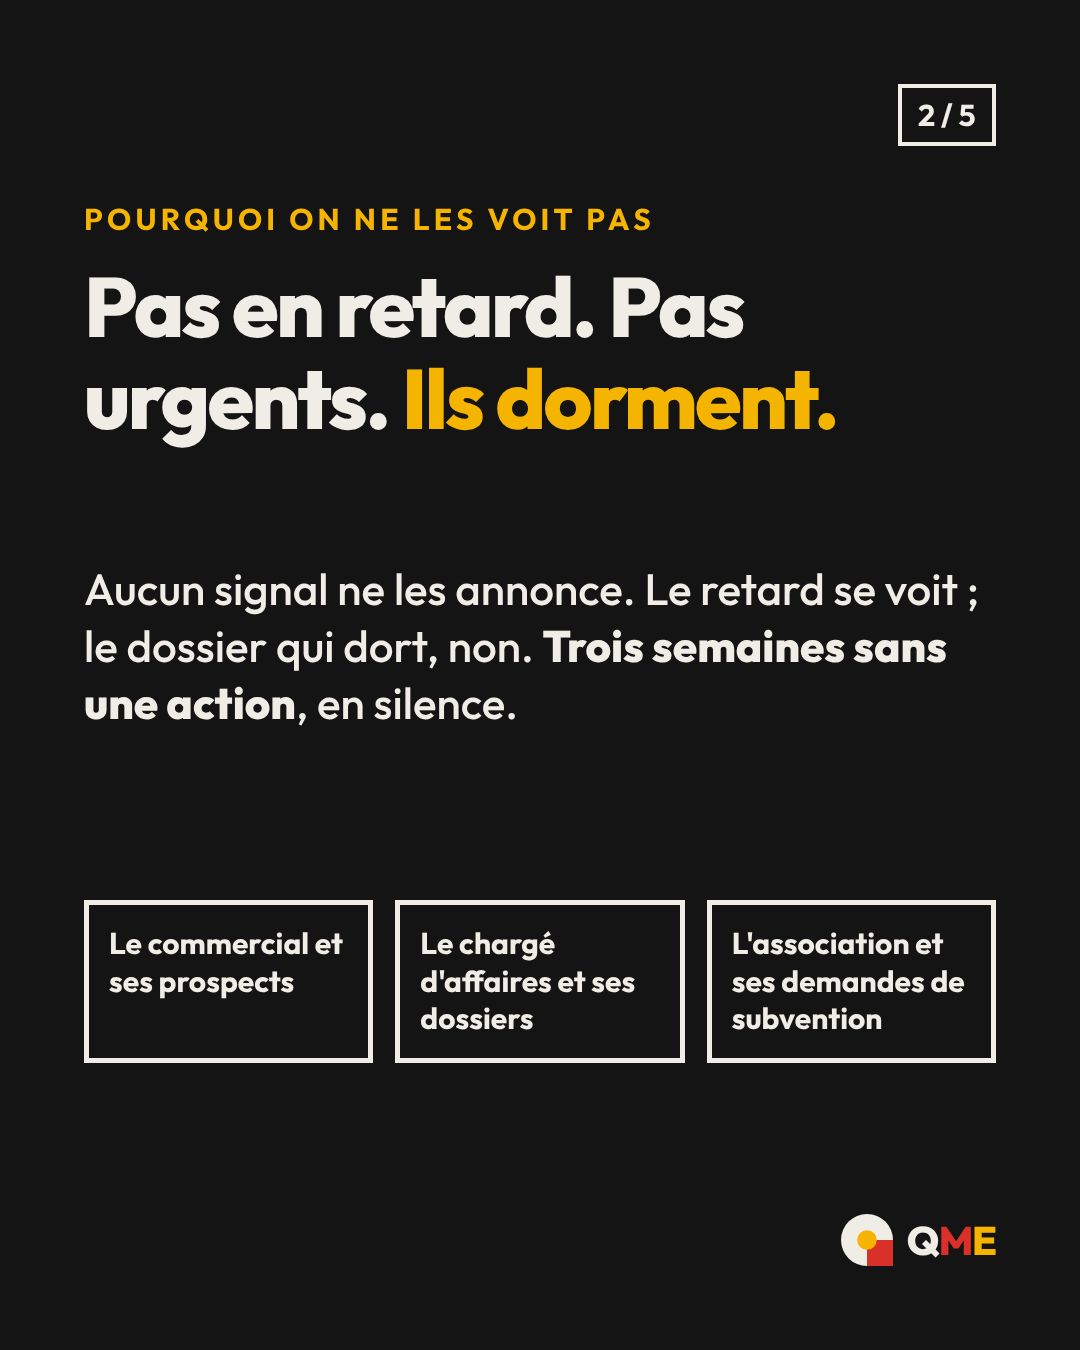 2 / 5
POURQUOI ON NE LES VOIT PAS
Pas en retard. Pas
urgents. Ils dorment.
Aucun signal ne les annonce. Le retard se voit ;
le dossier qui dort, non. Trois semaines sans
une action, en silence.
Le commercial et
ses prospects
Le chargé
d'affaires et ses
dossiers
L'association et
ses demandes de
subvention
QME